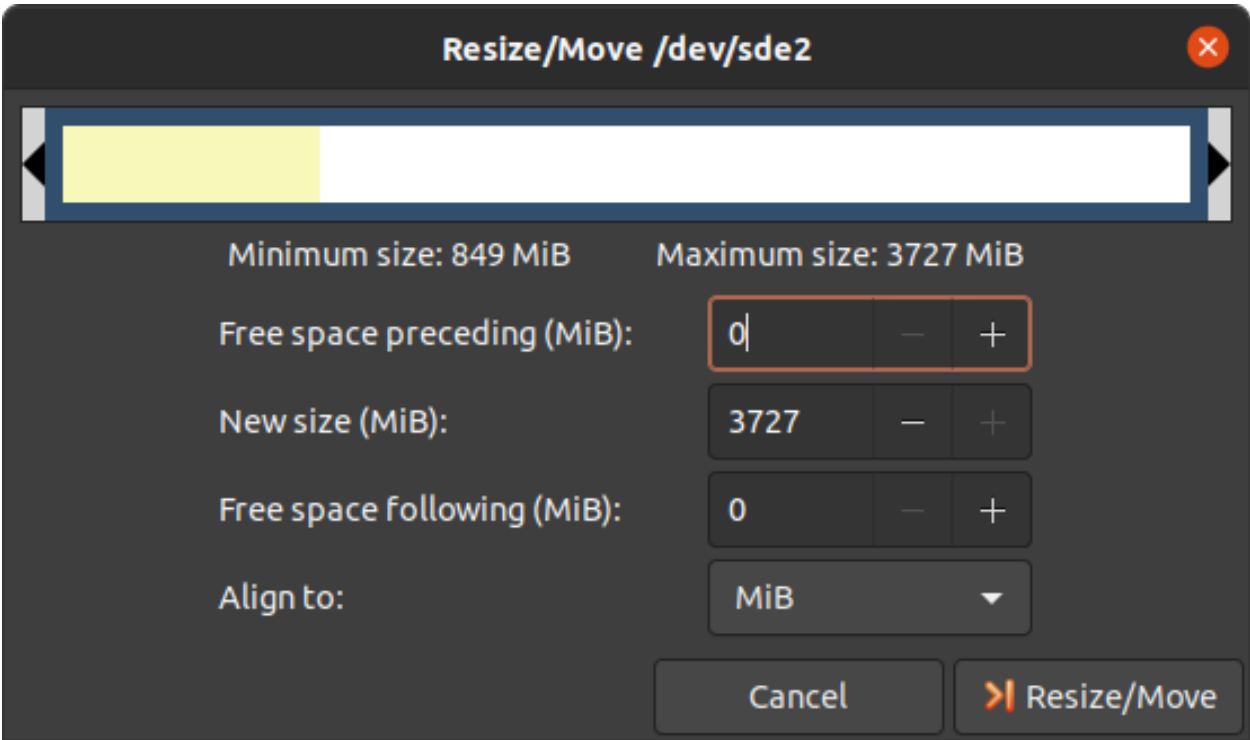 Resize/Move /dev/sde2
Minimum size: 849 MiB Maximum size: 3727 MiB
Free space preceding (MiB): 0
New size (MiB): 3727
Free space following (MiB): 0
Align to: MiB
Cancel Resize/Move